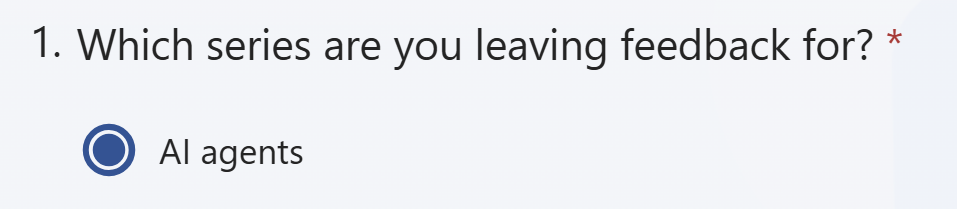 1. Which series are you leaving feedback for? *
AI agents